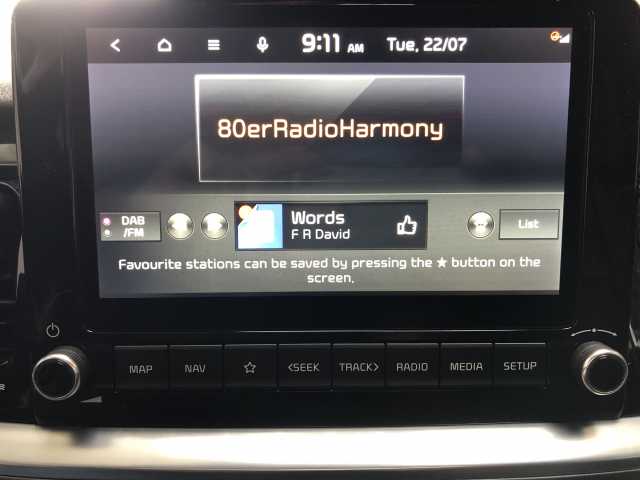 9:11 AM Tue, 22/07
80erRadioHarmony
DAB
/FM
Words
F R David
List
Favourite stations can be saved by pressing the ★ button on the
screen.
MAP NAV <SEEK TRACK> RADIO MEDIA SETUP